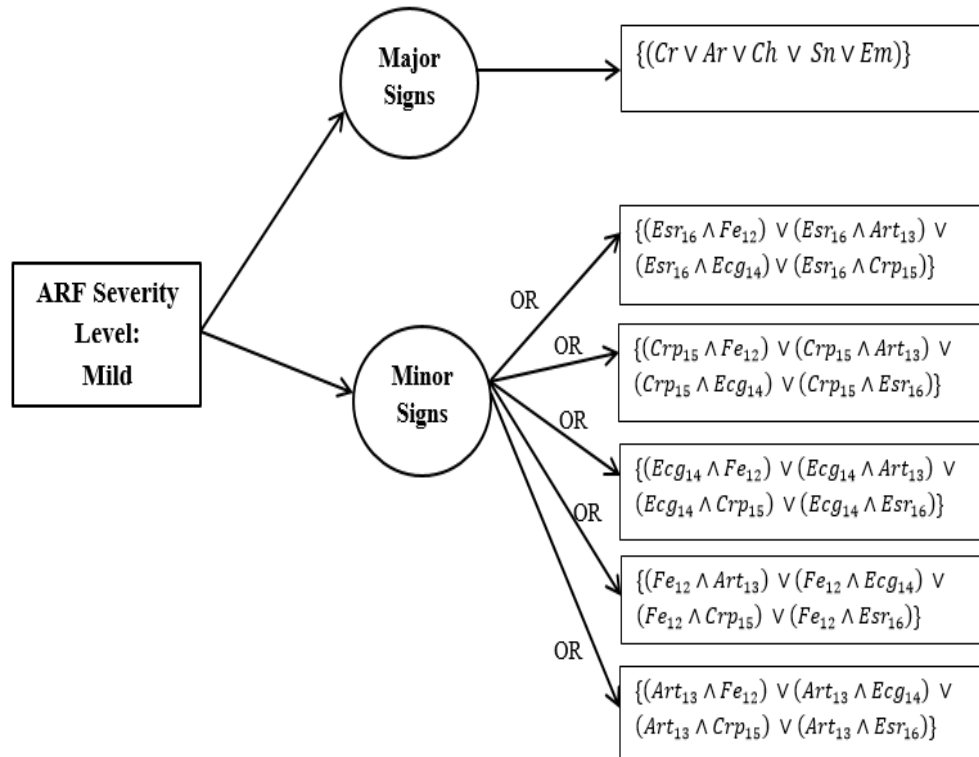 Major
Signs
{(Cr ∨ Ar ∨ Ch ∨ Sn ∨ Em)}
ARF Severity
Level:
Mild
Minor
Signs
OR
{(Esr₁₆ ∧ Fe₁₂) ∨ (Esr₁₆ ∧ Art₁₃) ∨
(Esr₁₆ ∧ Ecg₁₄) ∨ (Esr₁₆ ∧ Crp₁₅)}
OR
{(Crp₁₅ ∧ Fe₁₂) ∨ (Crp₁₅ ∧ Art₁₃) ∨
(Crp₁₅ ∧ Ecg₁₄) ∨ (Crp₁₅ ∧ Esr₁₆)}
OR
{(Ecg₁₄ ∧ Fe₁₂) ∨ (Ecg₁₄ ∧ Art₁₃) ∨
(Ecg₁₄ ∧ Crp₁₅) ∨ (Ecg₁₄ ∧ Esr₁₆)}
OR
{(Fe₁₂ ∧ Art₁₃) ∨ (Fe₁₂ ∧ Ecg₁₄) ∨
(Fe₁₂ ∧ Crp₁₅) ∨ (Fe₁₂ ∧ Esr₁₆)}
OR
{(Art₁₃ ∧ Fe₁₂) ∨ (Art₁₃ ∧ Ecg₁₄) ∨
(Art₁₃ ∧ Crp₁₅) ∨ (Art₁₃ ∧ Esr₁₆)}